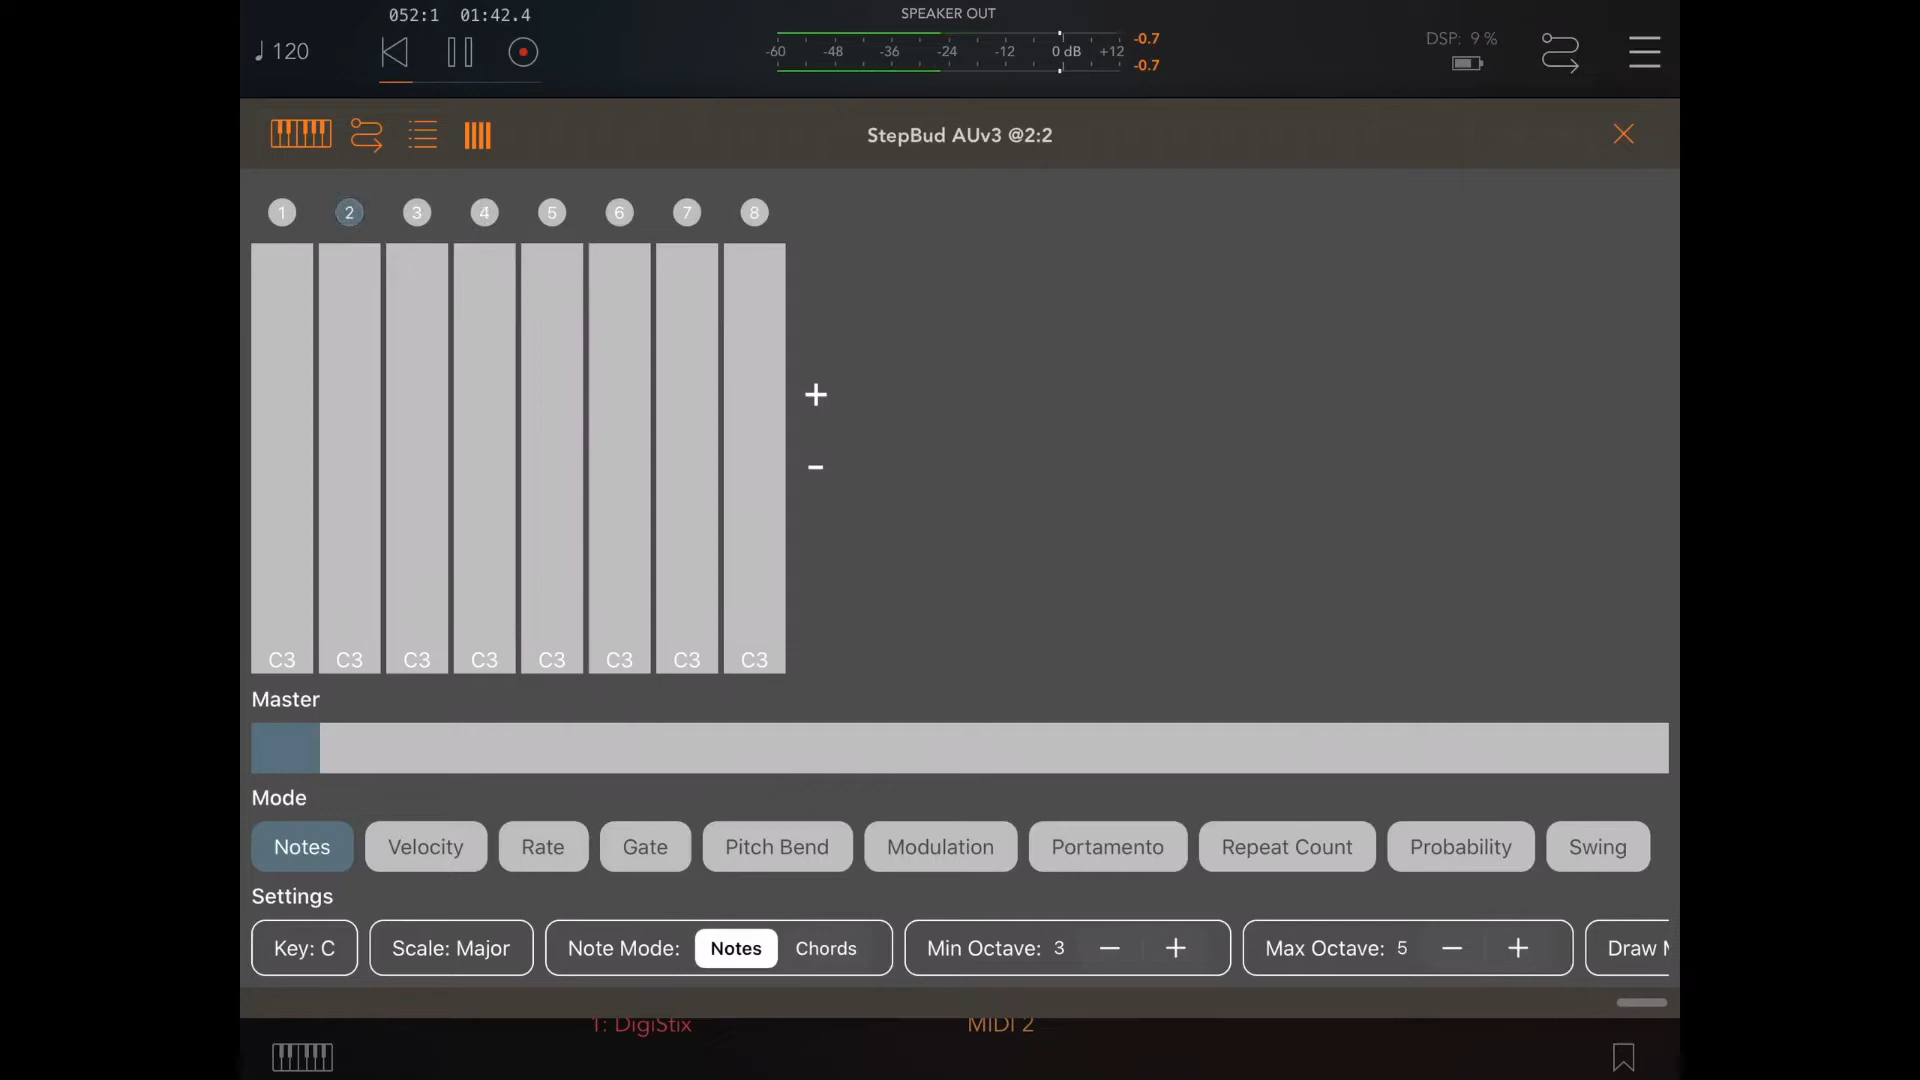 052:1 01:42.4
SPEAKER OUT
120
-60 -48 -36 -24 -12 0 dB +12
-0.7
-0.7
DSP: 9 %
StepBud AUv3 @2:2
1 2 3 4 5 6 7 8
+
-
C3 C3 C3 C3 C3 C3 C3 C3
Master
Mode
Notes Velocity Rate Gate Pitch Bend Modulation Portamento Repeat Count Probability Swing
Settings
Key: C Scale: Major Note Mode: Notes Chords Min Octave: 3 — + Max Octave: 5 — + Draw M
1: DigiStix MIDI 2